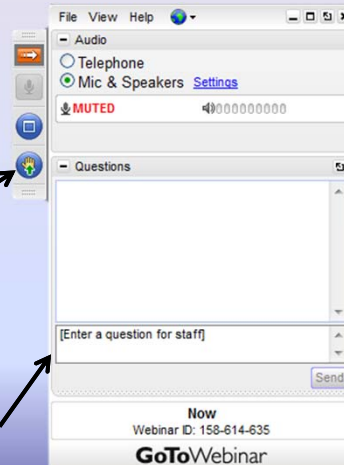 File View Help
Audio
Telephone
Mic & Speakers Settings
MUTED
Questions
[Enter a question for staff]
Send
Now
Webinar ID: 158-614-635
GoToWebinar